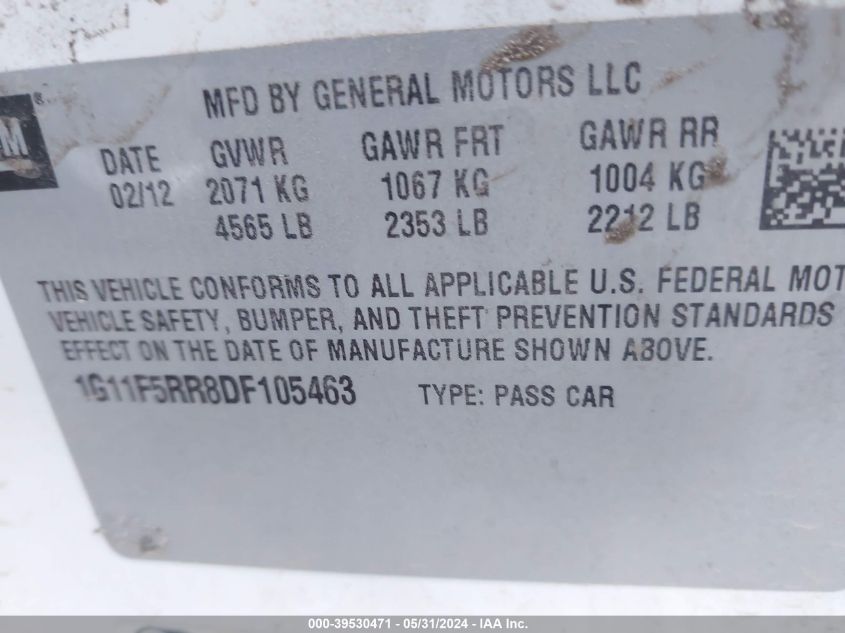 MFD BY GENERAL MOTORS LLC
M ®
DATE GVWR GAWR FRT GAWR RR
02/12 2071 KG 1067 KG 1004 KG
4565 LB 2353 LB 2212 LB
THIS VEHICLE CONFORMS TO ALL APPLICABLE U.S. FEDERAL MOT
VEHICLE SAFETY, BUMPER, AND THEFT PREVENTION STANDARDS
EFFECT ON THE DATE OF MANUFACTURE SHOWN ABOVE.
1G11F5RR8DF105463 TYPE: PASS CAR
000-39530471 - 05/31/2024 - IAA Inc.